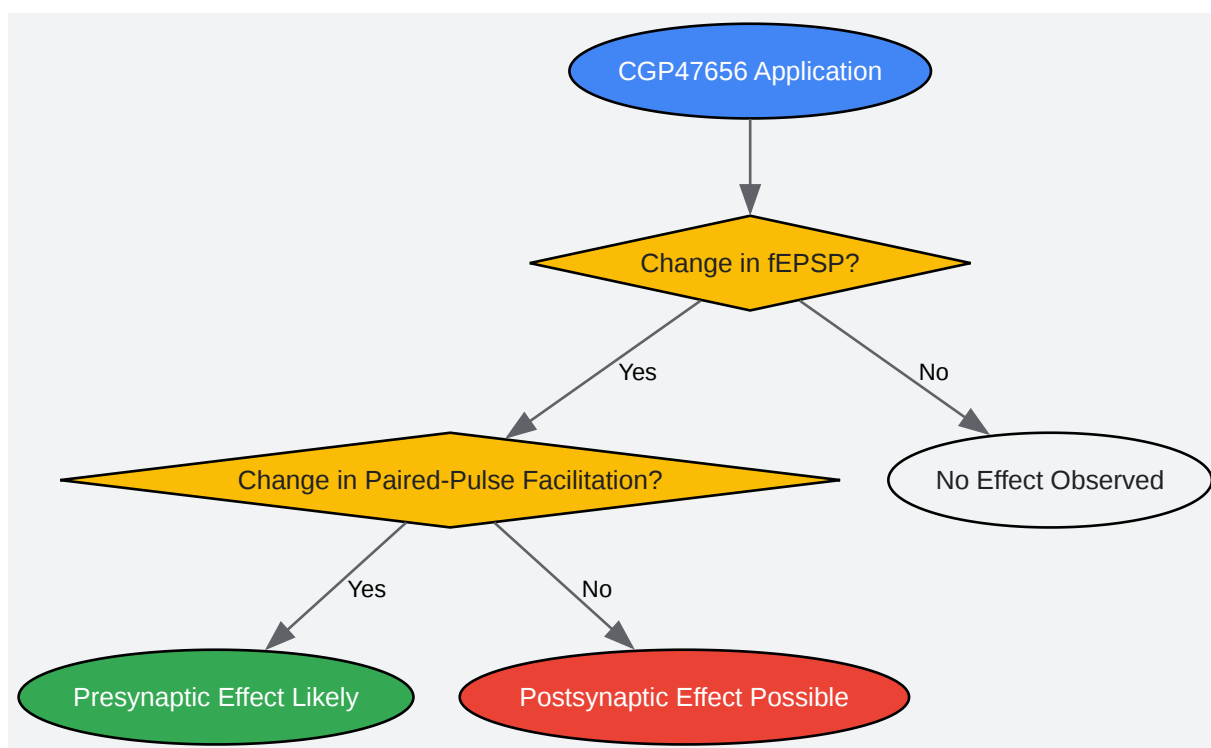 CGP47656 Application
Change in fEPSP?
Yes
No
Change in Paired-Pulse Facilitation?
No Effect Observed
Yes
No
Presynaptic Effect Likely
Postsynaptic Effect Possible